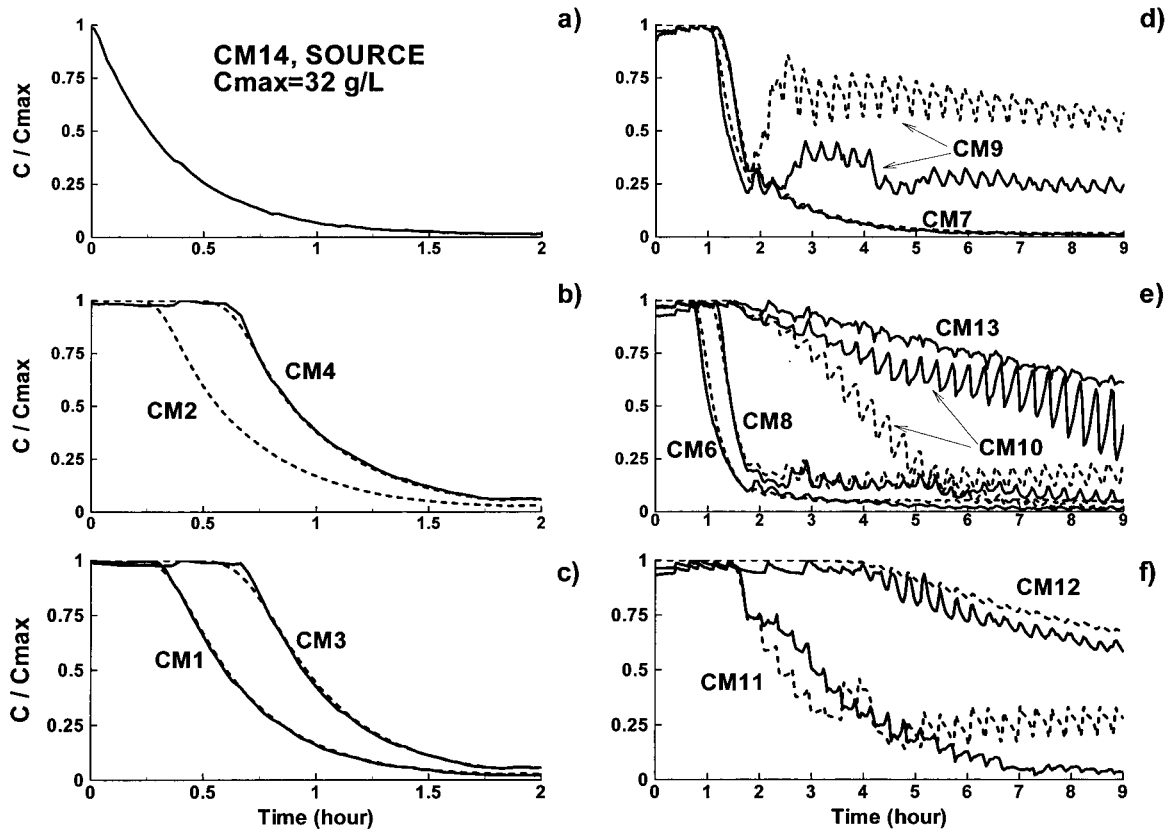 a)
CM14, SOURCE
Cmax=32 g/L
C / Cmax
1
0.75
0.5
0.25
0
0 0.5 1 1.5 2
b)
CM4
CM2
1
0.75
0.5
0.25
0
0 0.5 1 1.5 2
c)
CM3
CM1
C / Cmax
1
0.75
0.5
0.25
0
0 0.5 1 1.5 2
Time (hour)
d)
CM9
CM7
1
0.75
0.5
0.25
0
0 1 2 3 4 5 6 7 8 9
e)
CM13
CM8
CM6
CM10
1
0.75
0.5
0.25
0
0 1 2 3 4 5 6 7 8 9
f)
CM12
CM11
1
0.75
0.5
0.25
0
0 1 2 3 4 5 6 7 8 9
Time (hour)